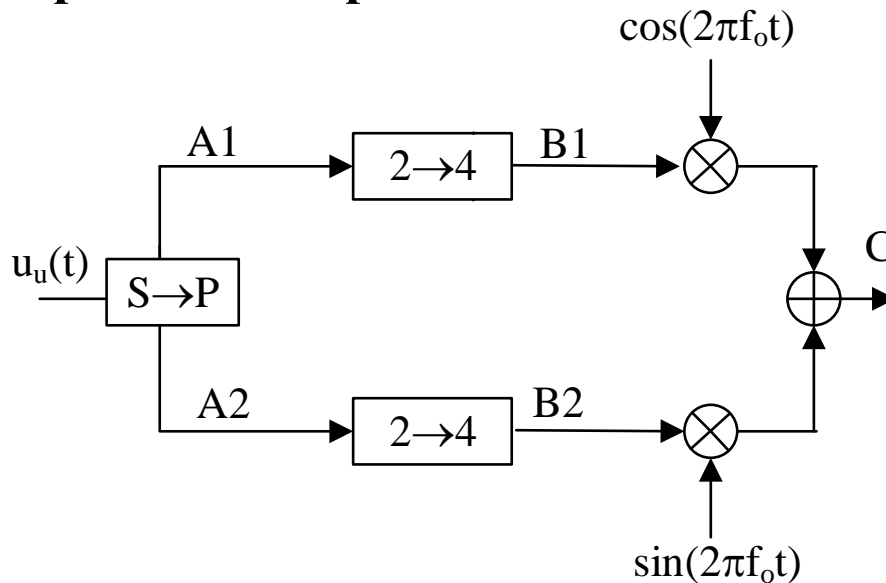 cos(2πfₒt)
A1
2→4
B1
uᵤ(t)
S→P
C
A2
2→4
B2
sin(2πfₒt)